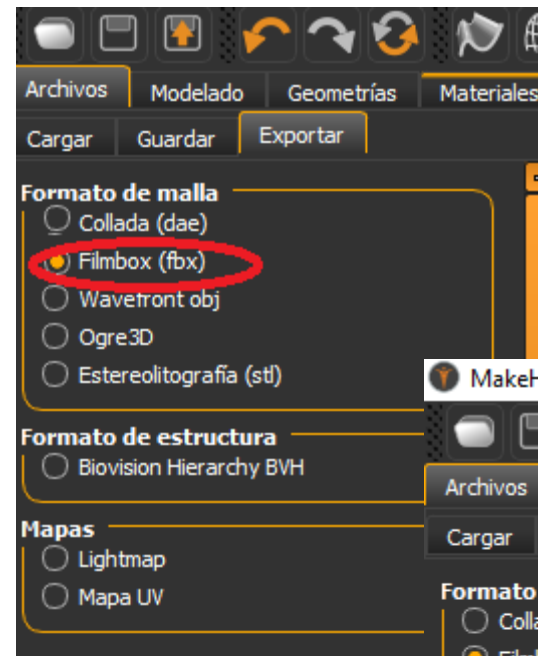 Archivos Modelado Geometrías Materiales
Cargar Guardar Exportar
Formato de malla
Collada (dae)
Filmbox (fbx)
Wavefront obj
Ogre3D
Estereolitografía (stl)
Formato de estructura
Biovision Hierarchy BVH
Mapas
Lightmap
Mapa UV
MakeH
Archivos
Cargar
Formato
Colla